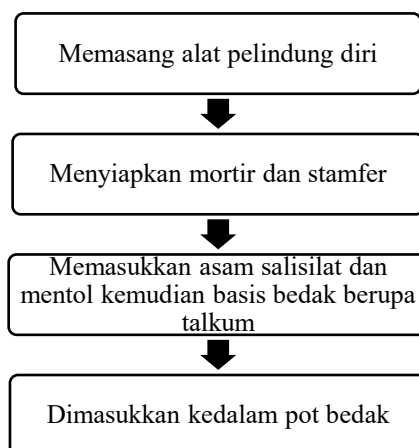 Memasang alat pelindung diri
Menyiapkan mortir dan stamfer
Memasukkan asam salisilat dan
mentol kemudian basis bedak berupa
talkum
Dimasukkan kedalam pot bedak